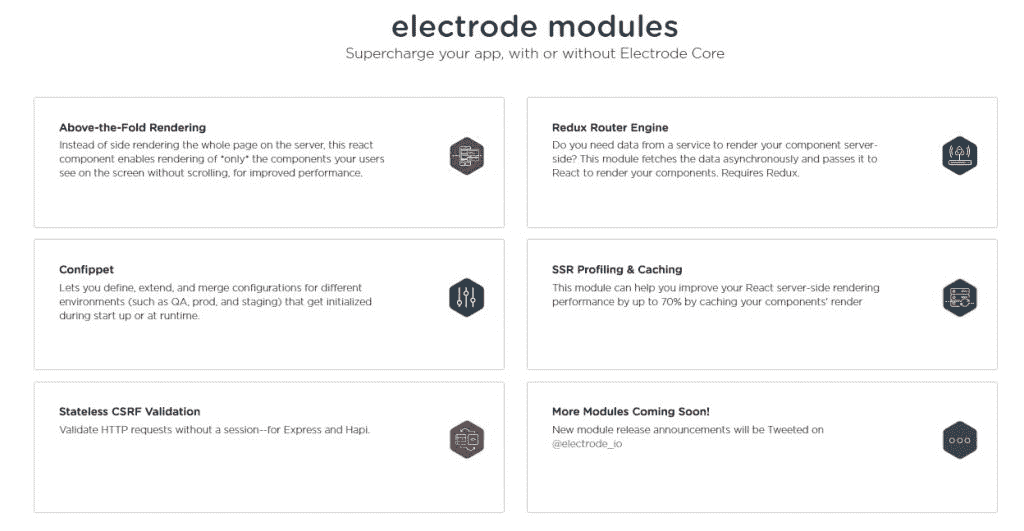 electrode modules
Supercharge your app, with or without Electrode Core
Above-the-Fold Rendering
Instead of side rendering the whole page on the server, this react
component enables rendering of *only* the components your users
see on the screen without scrolling, for improved performance.
Redux Router Engine
Do you need data from a service to render your component server-
side? This module fetches the data asynchronously and passes it to
React to render your components. Requires Redux.
Confippet
Lets you define, extend, and merge configurations for different
environments (such as QA, prod, and staging) that get initialized
during start up or at runtime.
SSR Profiling & Caching
This module can help you improve your React server-side rendering
performance by up to 70% by caching your components' render
Stateless CSRF Validation
Validate HTTP requests without a session--for Express and Hapi.
More Modules Coming Soon!
New module release announcements will be Tweeted on
@electrode_io